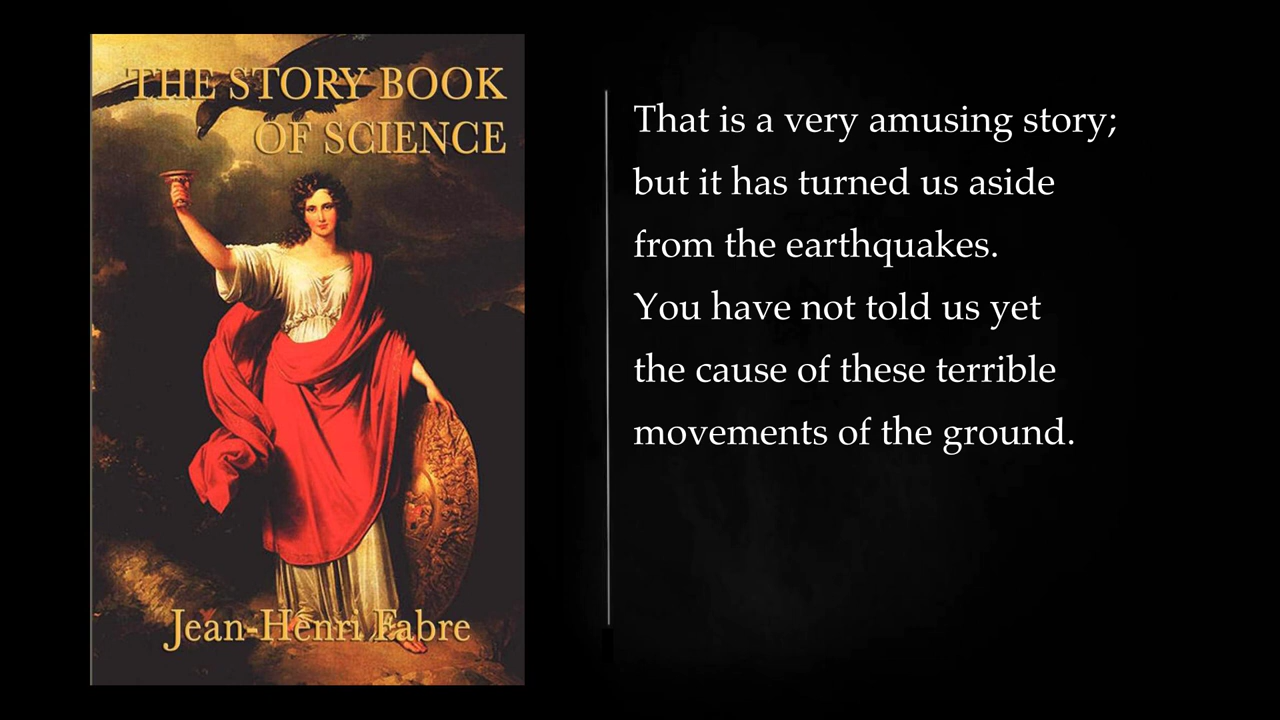 THE STORY BOOK
OF SCIENCE
Jean-Henri Fabre
That is a very amusing story;
but it has turned us aside
from the earthquakes.
You have not told us yet
the cause of these terrible
movements of the ground.